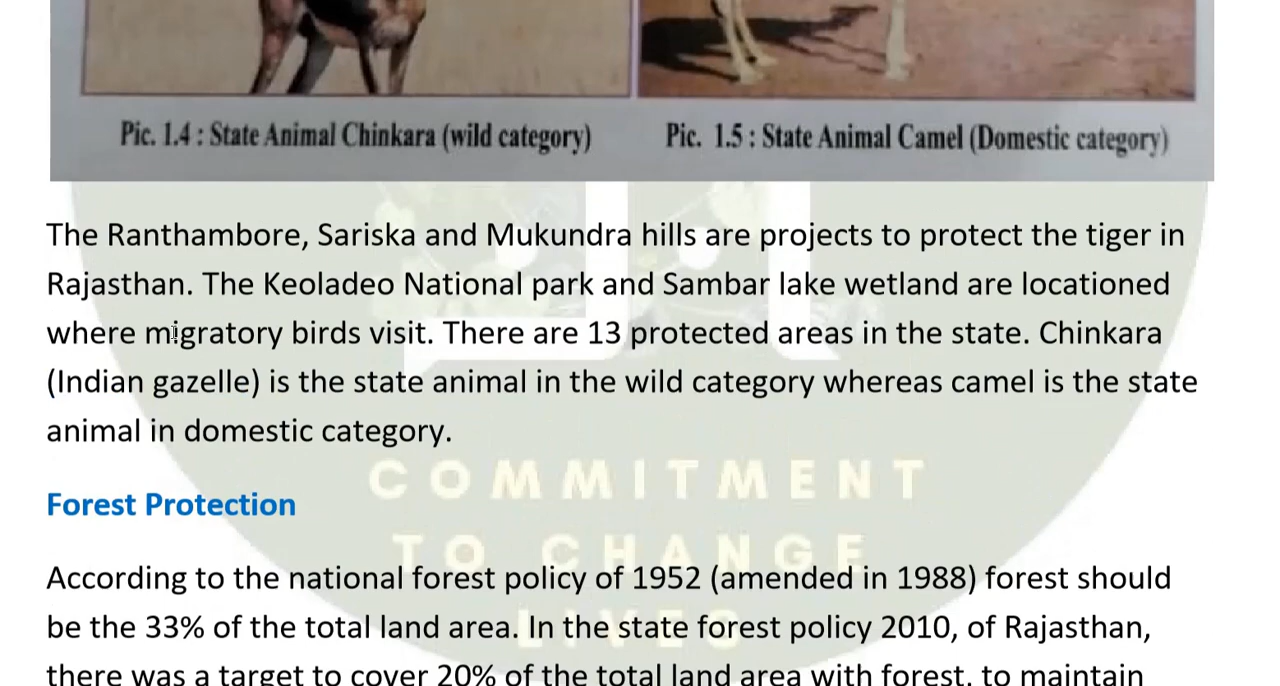 Pic. 1.4 : State Animal Chinkara (wild category)
Pic. 1.5 : State Animal Camel (Domestic category)
The Ranthambore, Sariska and Mukundra hills are projects to protect the tiger in
Rajasthan. The Keoladeo National park and Sambar lake wetland are locationed
where migratory birds visit. There are 13 protected areas in the state. Chinkara
(Indian gazelle) is the state animal in the wild category whereas camel is the state
animal in domestic category.
COMMITMENT
Forest Protection
TO CHANGE
According to the national forest policy of 1952 (amended in 1988) forest should
be the 33% of the total land area. In the state forest policy 2010, of Rajasthan,
LIVES
there was a target to cover 20% of the total land area with forest, to maintain